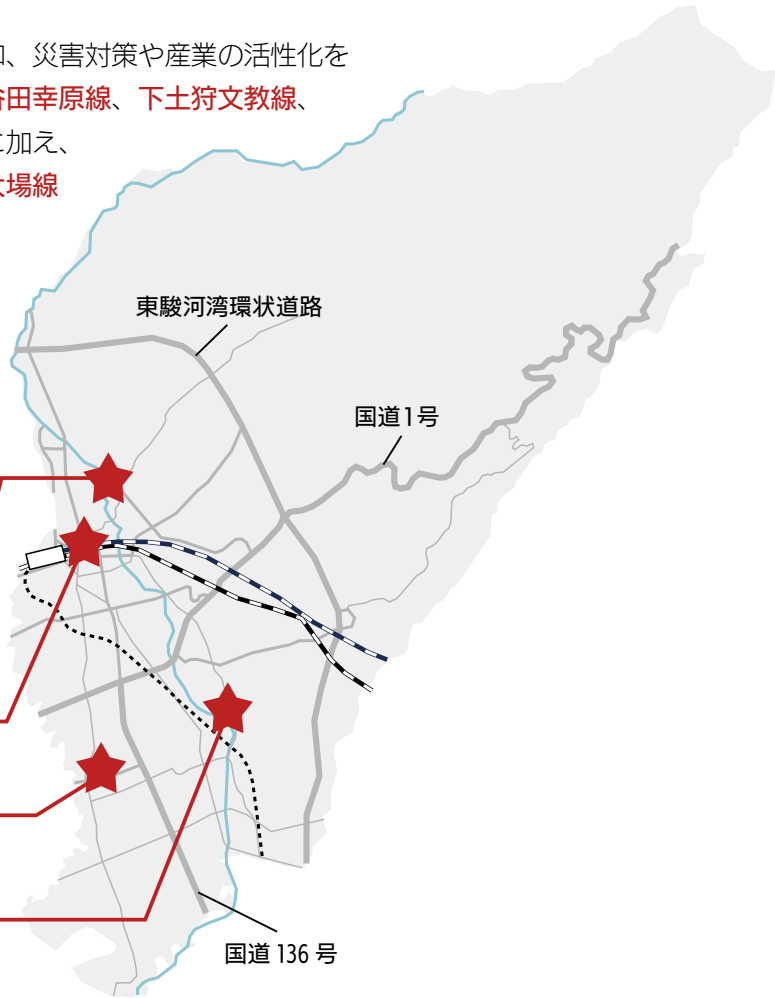 、災害対策や産業の活性化を
田幸原線、下土狩文教線、
に加え、
場線
東駿河湾環状道路
国道1号
国道 136 号